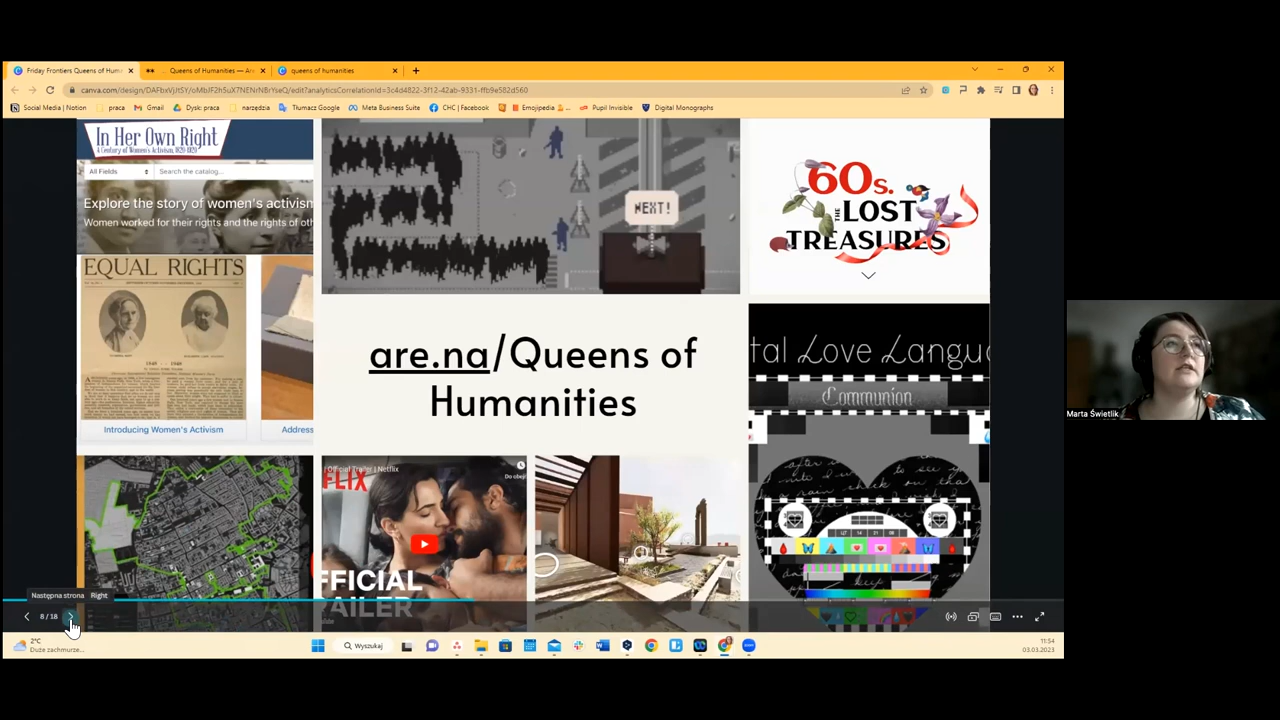 Friday Frontiers Queens of Huma
Queens of Humanities — Are
queens of humanities
canva.com/design/DAFbxVjJtSY/oMbIF2h5uX7NENrNBrYseQ/edit?analyticsCorrelationId=3c4d4822-3f12-42ab-9331-ffb9e582d560
Social Media | Notion
praca
Gmail
Dysk: praca
narzędzia
Tłumacz Google
Meta Business Suite
CHC | Facebook
Emojipedia
Pupil Invisible
Digital Monographs
In Her Own Right
A Century of Women's Activism, 1820-1920
All Fields
Search the catalog...
Explore the story of women's activism
Women worked for their rights and the rights of oth
EQUAL RIGHTS
Introducing Women's Activism
Address
NEXT!
60s.
THE LOST
TREASURES
are.na/Queens of
Humanities
tal Love Langu
Communion
Official Trailer | Netflix
FLIX
Do obej
FFICIAL
AILER
Następna strona
Right
8 / 18
2°C
Duże zachmurze...
Wyszukaj
11:54
03.03.2023
Marta Świetlik